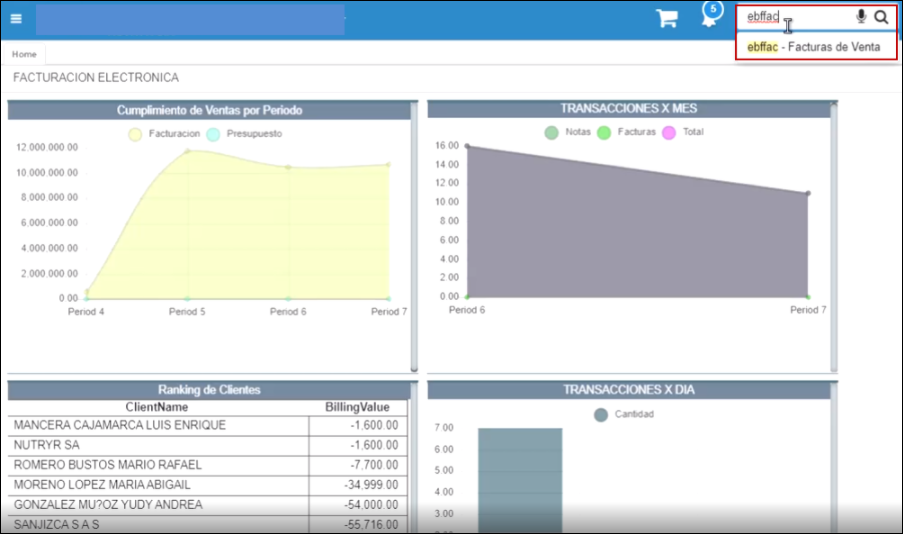 5
ebffac
ebffac - Facturas de Venta
Home
FACTURACION ELECTRONICA
Cumplimiento de Ventas por Periodo
Facturacion Presupuesto
12.000.000.00
10.000.000.00
8,000,000.00
6,000,000.00
4,000,000.00
2.000.000.00
0.00
Period 4 Period 5 Period 6 Period 7
TRANSACCIONES X MES
Notas Facturas Total
16.00
14.00
12.00
10.00
8.00
6.00
4.00
2.00
0.00
Period 6 Period 7
Ranking de Clientes
ClientName BillingValue
MANCERA CAJAMARCA LUIS ENRIQUE -1,600.00
NUTRYR SA -1,600.00
ROMERO BUSTOS MARIO RAFAEL -7,700.00
MORENO LOPEZ MARIA ABIGAIL -34,999.00
GONZALEZ MU?OZ YUDY ANDREA -54,000.00
SANJIZCA S A S -55,716.00
TRANSACCIONES X DIA
Cantidad
7.00
6.00
5.00
4.00
3.00